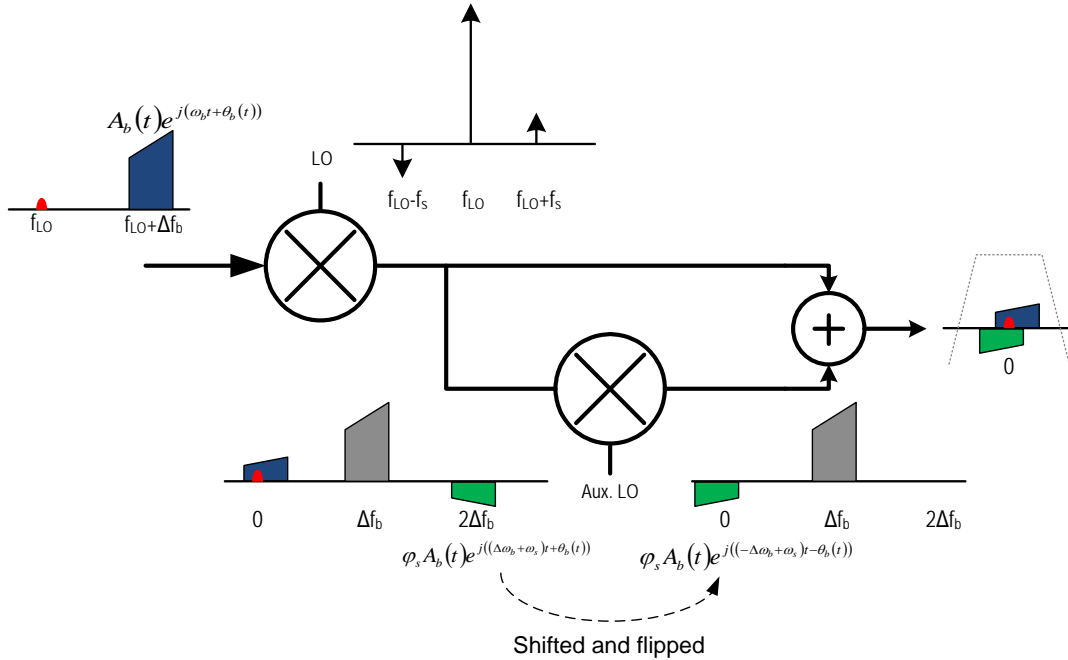 A_b(t)e^{j(ω_b t+θ_b(t))}
f_LO
f_LO+Δf_b
LO
f_LO-f_s
f_LO
f_LO+f_s
+
0
0
Δf_b
2Δf_b
Aux. LO
0
Δf_b
2Δf_b
φ_s A_b(t)e^{j((Δω_b+ω_s)t+θ_b(t))}
φ_s A_b(t)e^{j((-Δω_b+ω_s)t-θ_b(t))}
Shifted and flipped